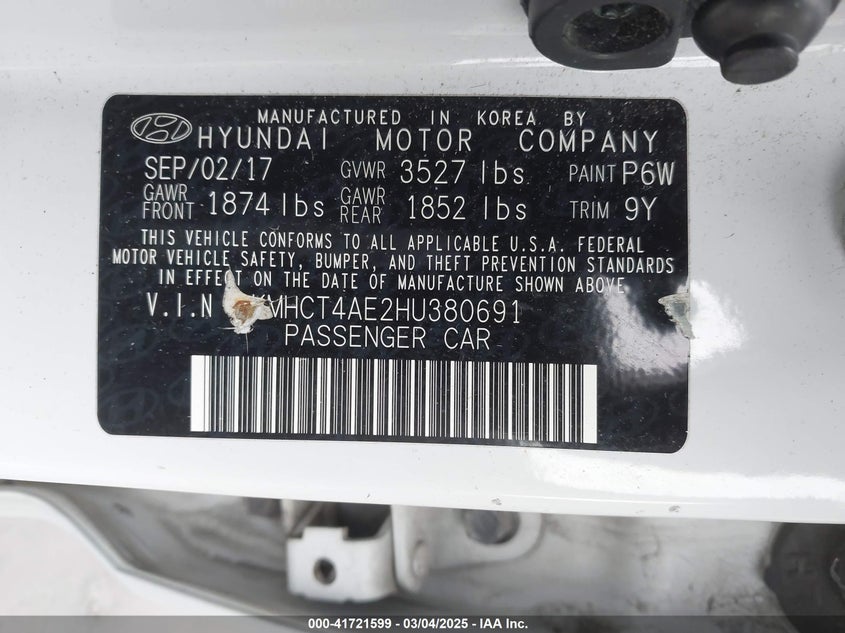 MANUFACTURED IN KOREA BY
HYUNDAI MOTOR COMPANY
SEP/02/17 GVWR 3527 lbs PAINT P6W
GAWR FRONT 1874 lbs GAWR REAR 1852 lbs TRIM 9Y
THIS VEHICLE CONFORMS TO ALL APPLICABLE U.S.A. FEDERAL
MOTOR VEHICLE SAFETY, BUMPER, AND THEFT PREVENTION STANDARDS
IN EFFECT ON THE DATE OF MANUFACTURE SHOWN ABOVE
V.I.N KMHCT4AE2HU380691
PASSENGER CAR
000-41721599 - 03/04/2025 - IAA Inc.